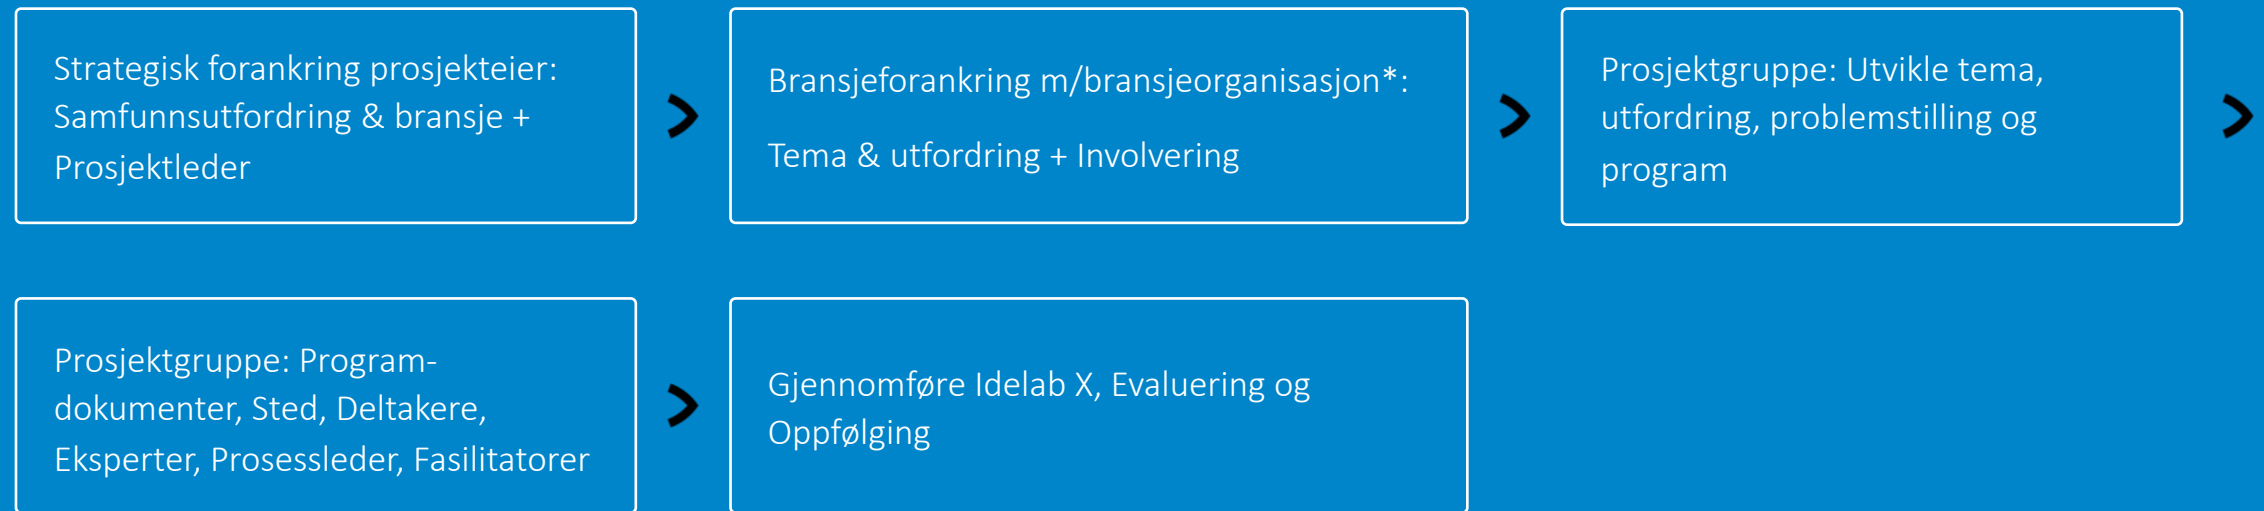 Strategisk forankring prosjekteier:
Samfunnsutfordring & bransje +
Prosjektleder
Bransjeforankring m/bransjeorganisasjon*:
Tema & utfordring + Involvering
Prosjektgruppe: Utvikle tema,
utfordring, problemstilling og
program
Prosjektgruppe: Program-
dokumenter, Sted, Deltakere,
Eksperter, Prosessleder, Fasilitatorer
Gjennomføre Idelab X, Evaluering og
Oppfølging